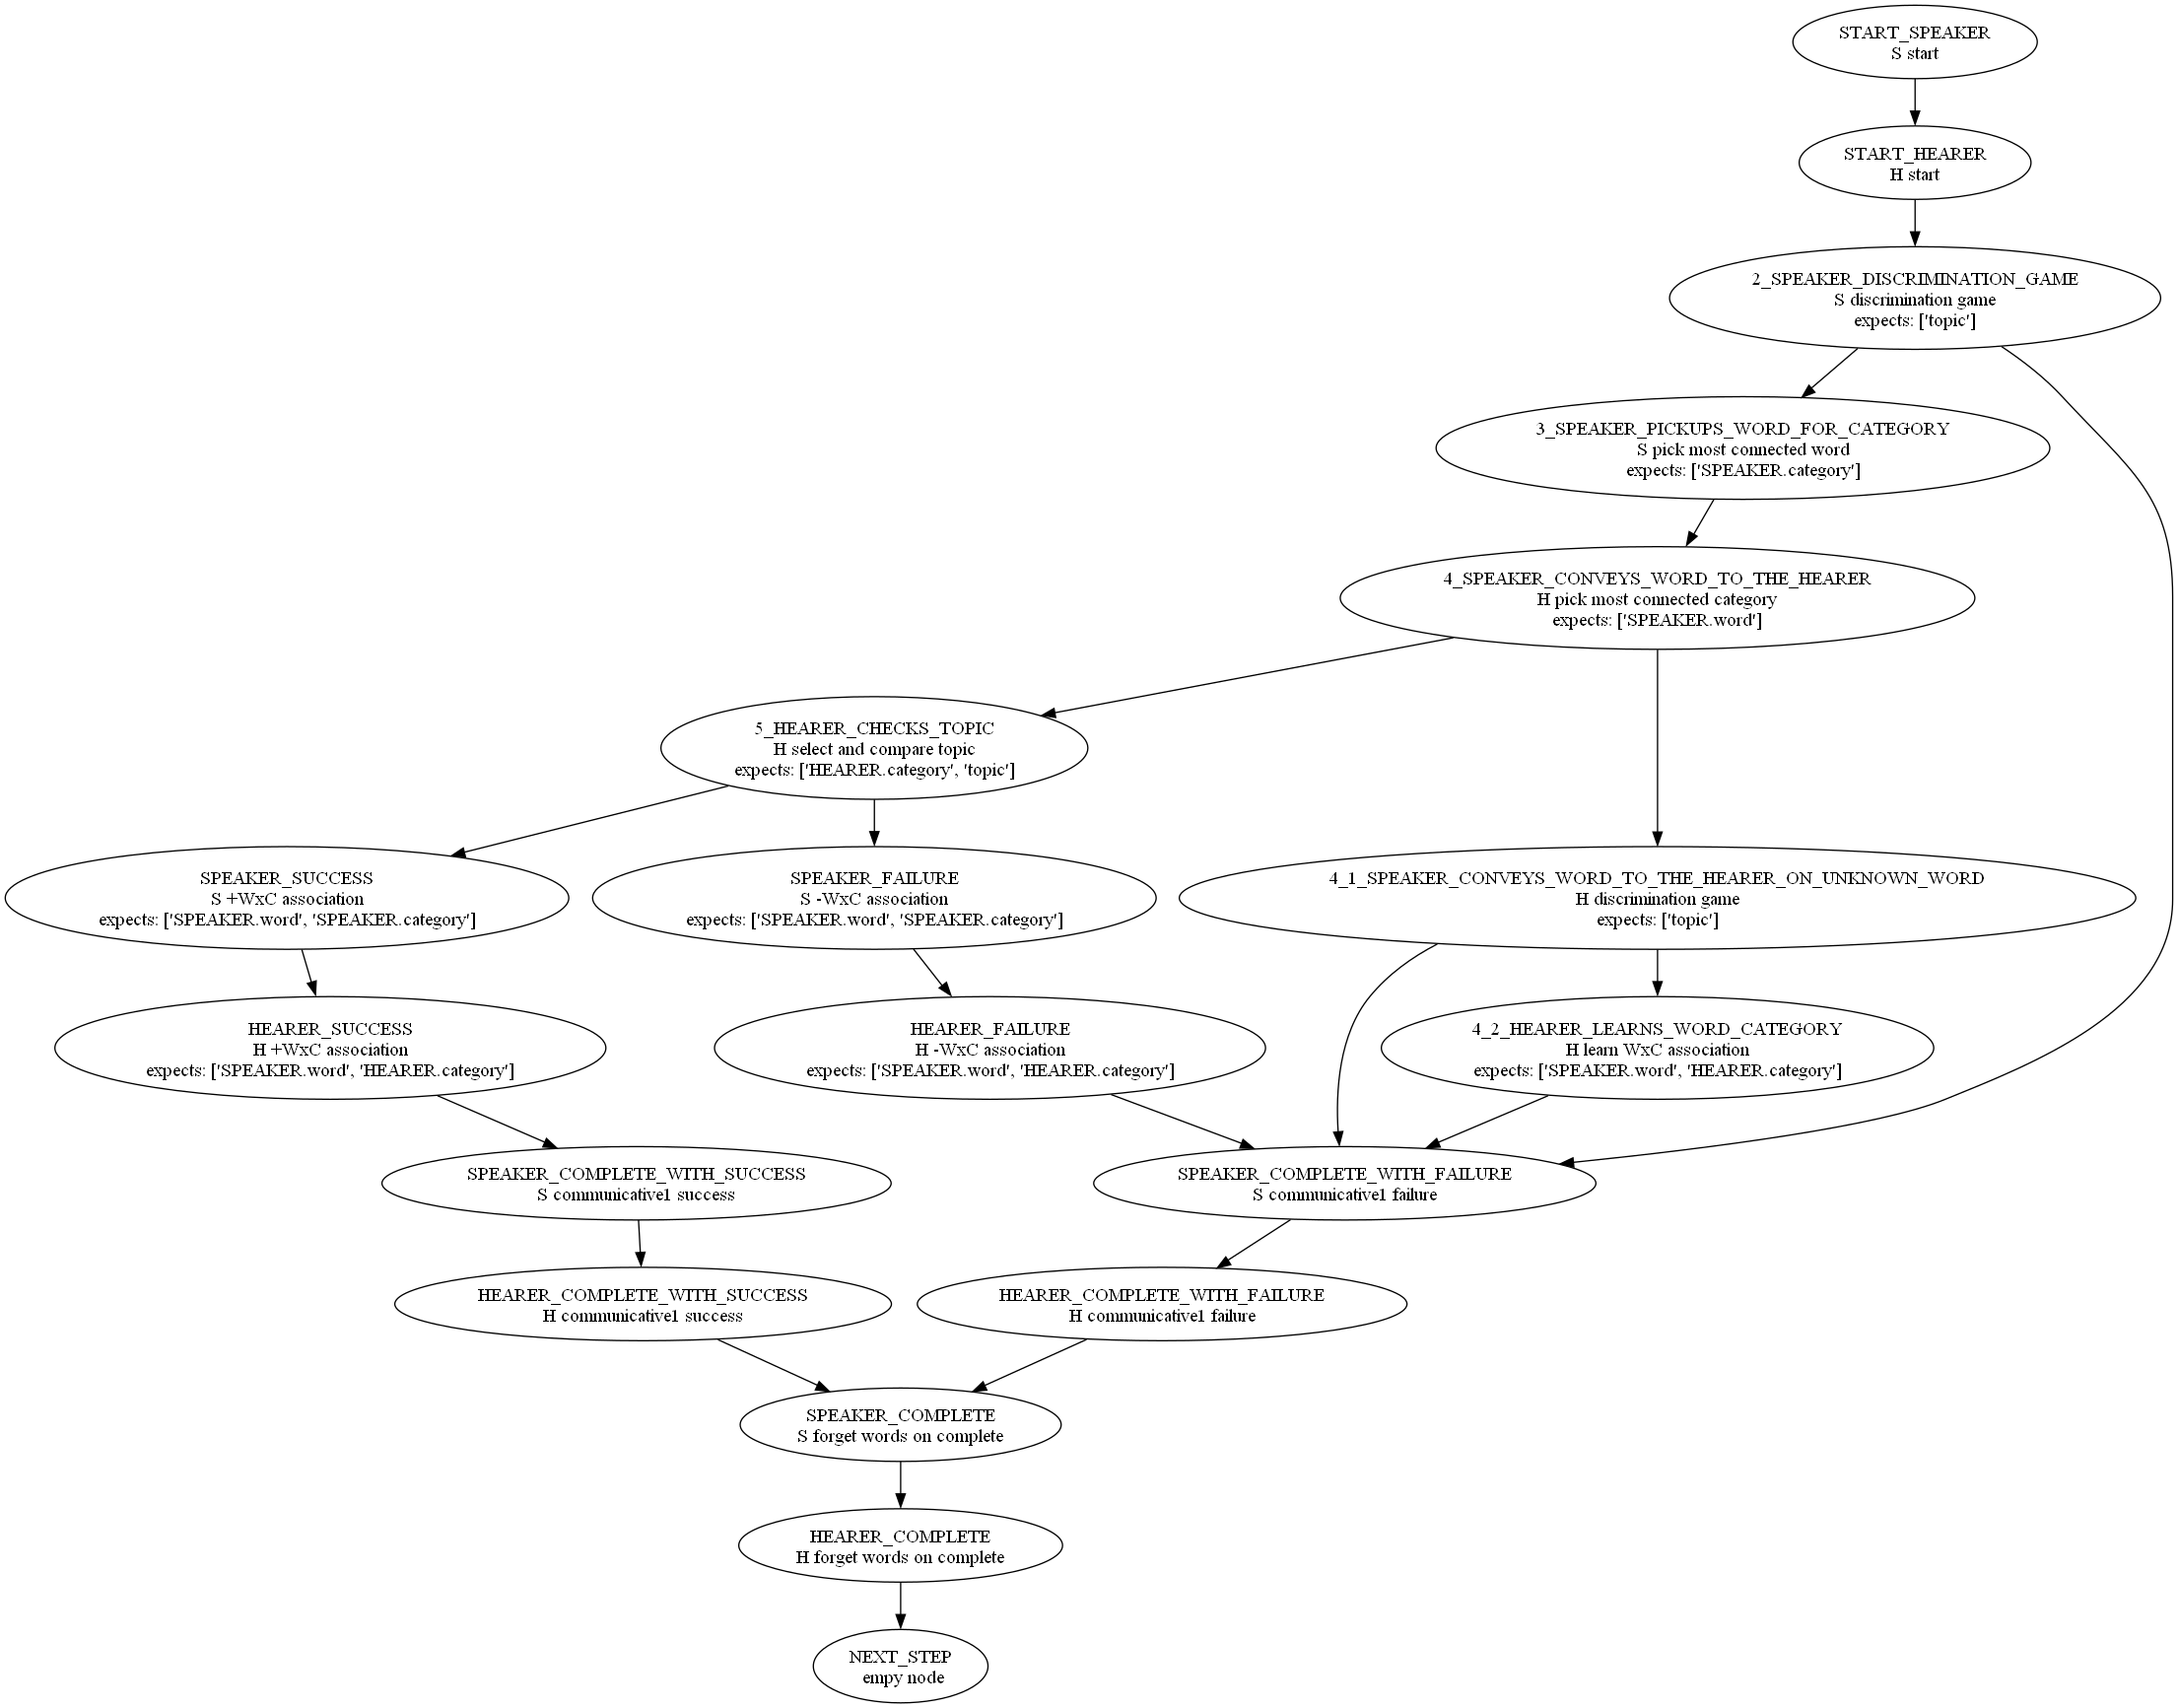 START_SPEAKER
S start
START_HEARER
H start
2_SPEAKER_DISCRIMINATION_GAME
S discrimination game
expects: ['topic']
3_SPEAKER_PICKUPS_WORD_FOR_CATEGORY
S pick most connected word
expects: ['SPEAKER.category']
4_SPEAKER_CONVEYS_WORD_TO_THE_HEARER
H pick most connected category
expects: ['SPEAKER.word']
5_HEARER_CHECKS_TOPIC
H select and compare topic
expects: ['HEARER.category', 'topic']
SPEAKER_SUCCESS
S +WxC association
expects: ['SPEAKER.word', 'SPEAKER.category']
SPEAKER_FAILURE
S -WxC association
expects: ['SPEAKER.word', 'SPEAKER.category']
4_1_SPEAKER_CONVEYS_WORD_TO_THE_HEARER_ON_UNKNOWN_WORD
H discrimination game
expects: ['topic']
HEARER_SUCCESS
H +WxC association
expects: ['SPEAKER.word', 'HEARER.category']
HEARER_FAILURE
H -WxC association
expects: ['SPEAKER.word', 'HEARER.category']
4_2_HEARER_LEARNS_WORD_CATEGORY
H learn WxC association
expects: ['SPEAKER.word', 'HEARER.category']
SPEAKER_COMPLETE_WITH_SUCCESS
S communicative1 success
SPEAKER_COMPLETE_WITH_FAILURE
S communicative1 failure
HEARER_COMPLETE_WITH_SUCCESS
H communicative1 success
HEARER_COMPLETE_WITH_FAILURE
H communicative1 failure
SPEAKER_COMPLETE
S forget words on complete
HEARER_COMPLETE
H forget words on complete
NEXT_STEP
empy node